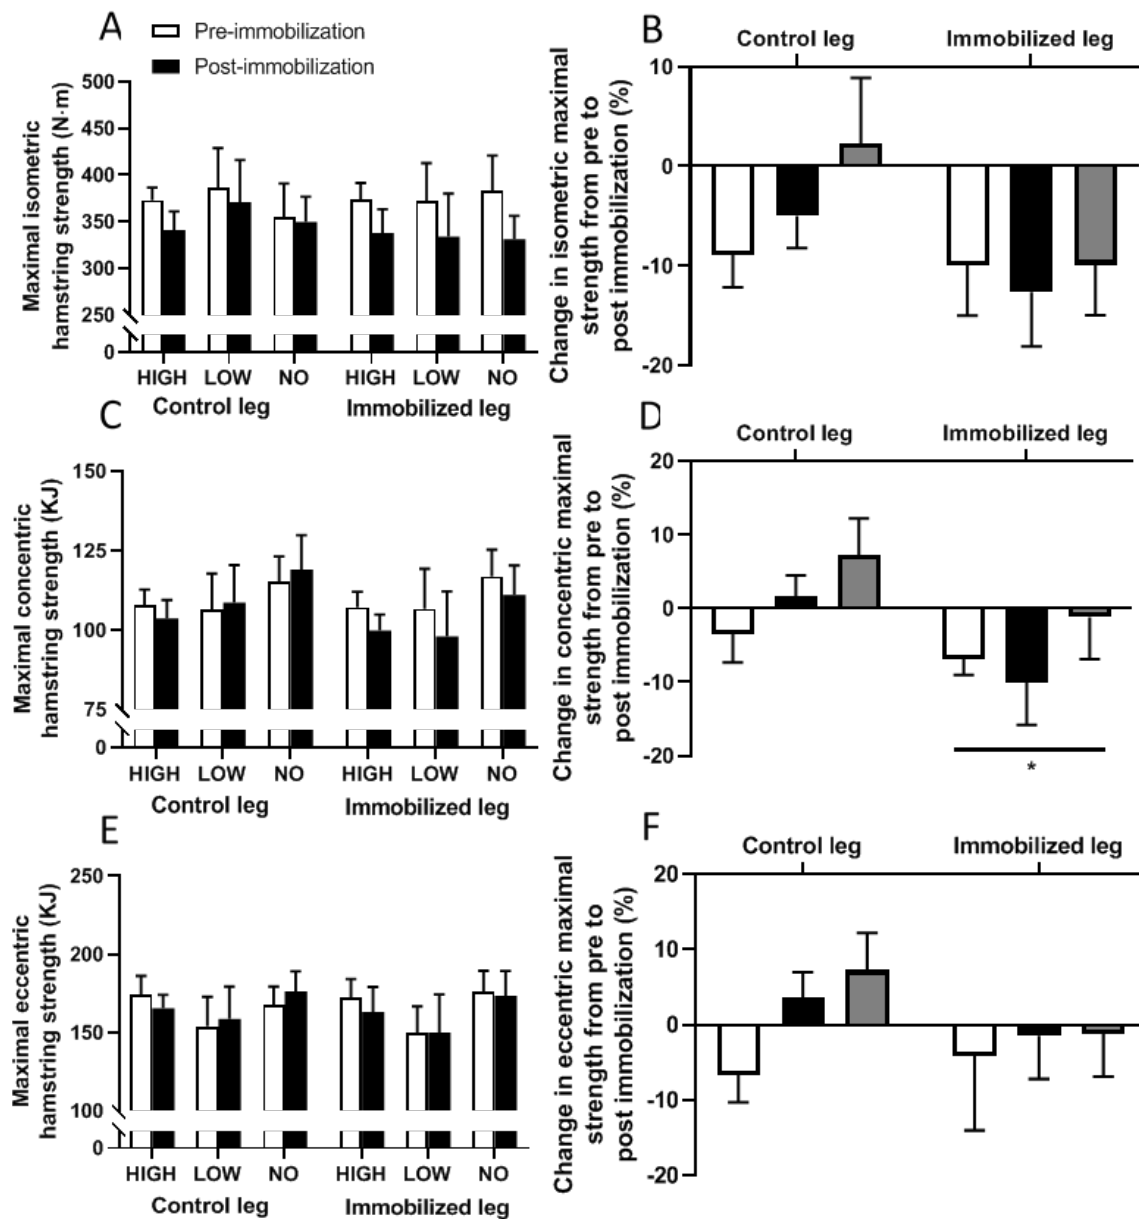 A
Pre-immobilization
Post-immobilization
Maximal isometric
hamstring strength (N·m)
500
450
400
350
300
250
0
HIGH LOW NO HIGH LOW NO
Control leg Immobilized leg
B
Control leg Immobilized leg
Change in isometric maximal
strength from pre to
post immobilization (%)
10
0
-10
-20
C
Maximal concentric
hamstring strength (KJ)
150
125
100
75
0
HIGH LOW NO HIGH LOW NO
Control leg Immobilized leg
D
Control leg Immobilized leg
Change in concentric maximal
strength from pre to
post immobilization (%)
20
10
0
-10
-20
*
E
Maximal eccentric
hamstring strength (KJ)
250
200
150
100
0
HIGH LOW NO HIGH LOW NO
Control leg Immobilized leg
F
Control leg Immobilized leg
Change in eccentric maximal
strength from pre to
post immobilization (%)
20
10
0
-10
-20